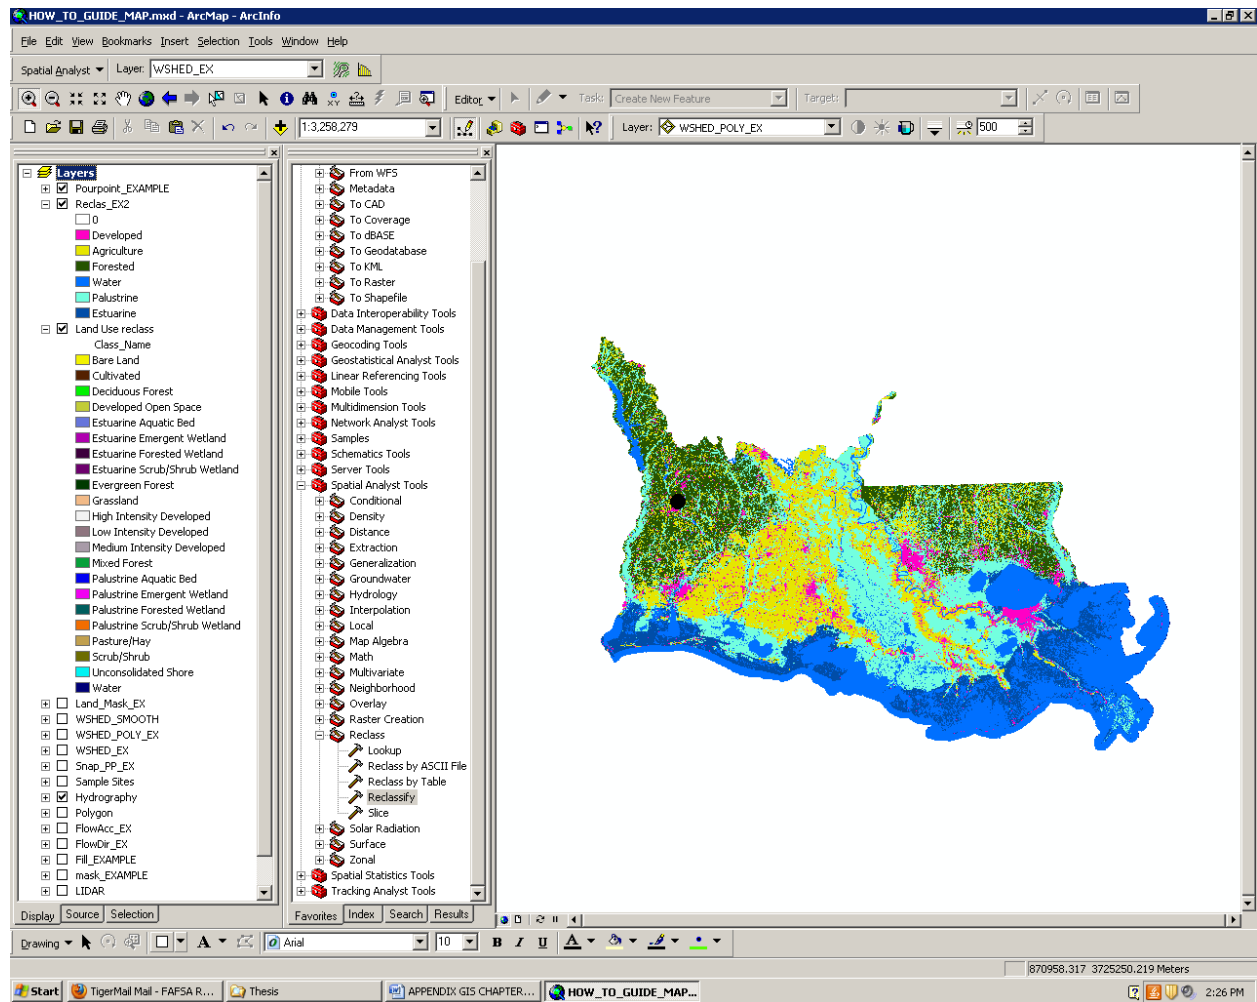 HOW_TO_GUIDE_MAP.mxd - ArcMap - ArcInfo
File Edit View Bookmarks Insert Selection Tools Window Help
Spatial Analyst Layer: WSHED_EX
Editor Task: Create New Feature Target:
1:3,258,279 Layer: WSHED_POLY_EX 500
Layers
Pourpoint_EXAMPLE
Reclas_EX2
0
Developed
Agriculture
Forested
Water
Palustrine
Estuarine
Land Use reclass
Class_Name
Bare Land
Cultivated
Deciduous Forest
Developed Open Space
Estuarine Aquatic Bed
Estuarine Emergent Wetland
Estuarine Forested Wetland
Estuarine Scrub/Shrub Wetland
Evergreen Forest
Grassland
High Intensity Developed
Low Intensity Developed
Medium Intensity Developed
Mixed Forest
Palustrine Aquatic Bed
Palustrine Emergent Wetland
Palustrine Forested Wetland
Palustrine Scrub/Shrub Wetland
Pasture/Hay
Scrub/Shrub
Unconsolidated Shore
Water
Land_Mask_EX
WSHED_SMOOTH
WSHED_POLY_EX
WSHED_EX
Snap_PP_EX
Sample Sites
Hydrography
Polygon
FlowAcc_EX
FlowDir_EX
Fill_EXAMPLE
mask_EXAMPLE
LIDAR
Display Source Selection
From WFS
Metadata
To CAD
To Coverage
To dBASE
To Geodatabase
To KML
To Raster
To Shapefile
Data Interoperability Tools
Data Management Tools
Geocoding Tools
Geostatistical Analyst Tools
Linear Referencing Tools
Mobile Tools
Multidimension Tools
Network Analyst Tools
Samples
Schematics Tools
Server Tools
Spatial Analyst Tools
Conditional
Density
Distance
Extraction
Generalization
Groundwater
Hydrology
Interpolation
Local
Map Algebra
Math
Multivariate
Neighborhood
Overlay
Raster Creation
Reclass
Lookup
Reclass by ASCII File
Reclass by Table
Reclassify
Slice
Solar Radiation
Surface
Zonal
Spatial Statistics Tools
Tracking Analyst Tools
Favorites Index Search Results
Drawing A Arial 10 B I U A
870958.317 3725250.219 Meters
Start TigerMail Mail - FAFSA R... Thesis APPENDIX GIS CHAPTER... HOW_TO_GUIDE_MAP... 2:26 PM